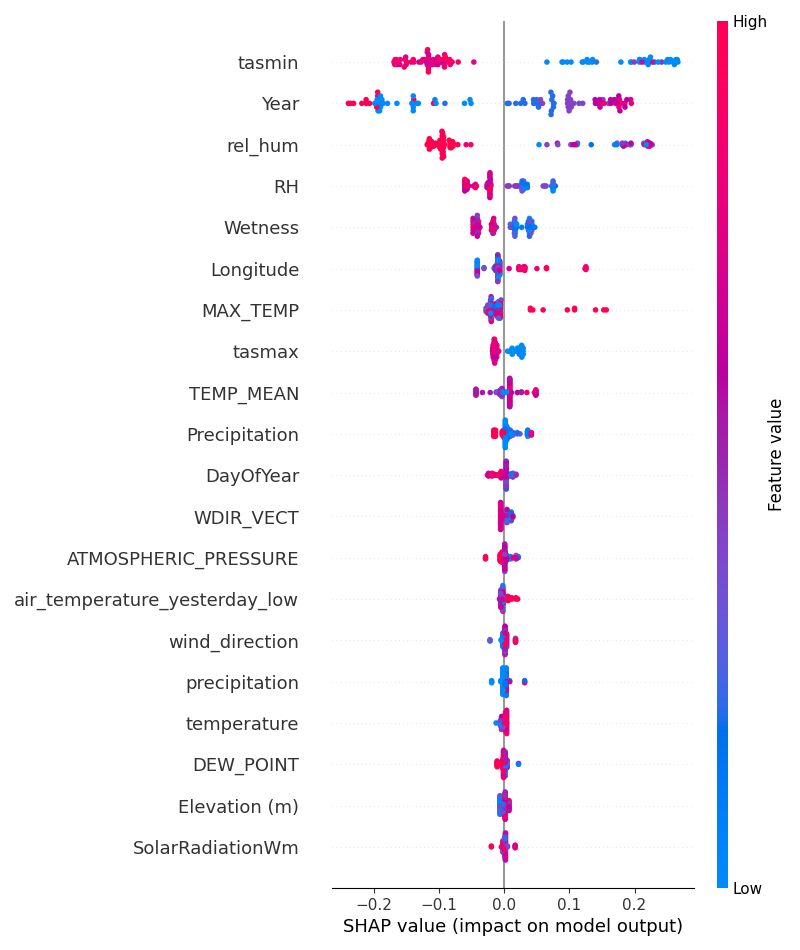 High
tasmin
Year
rel_hum
RH
Wetness
Longitude
MAX_TEMP
tasmax
TEMP_MEAN
Precipitation
DayOfYear
WDIR_VECT
ATMOSPHERIC_PRESSURE
air_temperature_yesterday_low
wind_direction
precipitation
temperature
DEW_POINT
Elevation (m)
SolarRadiationWm
Feature value
Low
−0.2 −0.1 0.0 0.1 0.2
SHAP value (impact on model output)